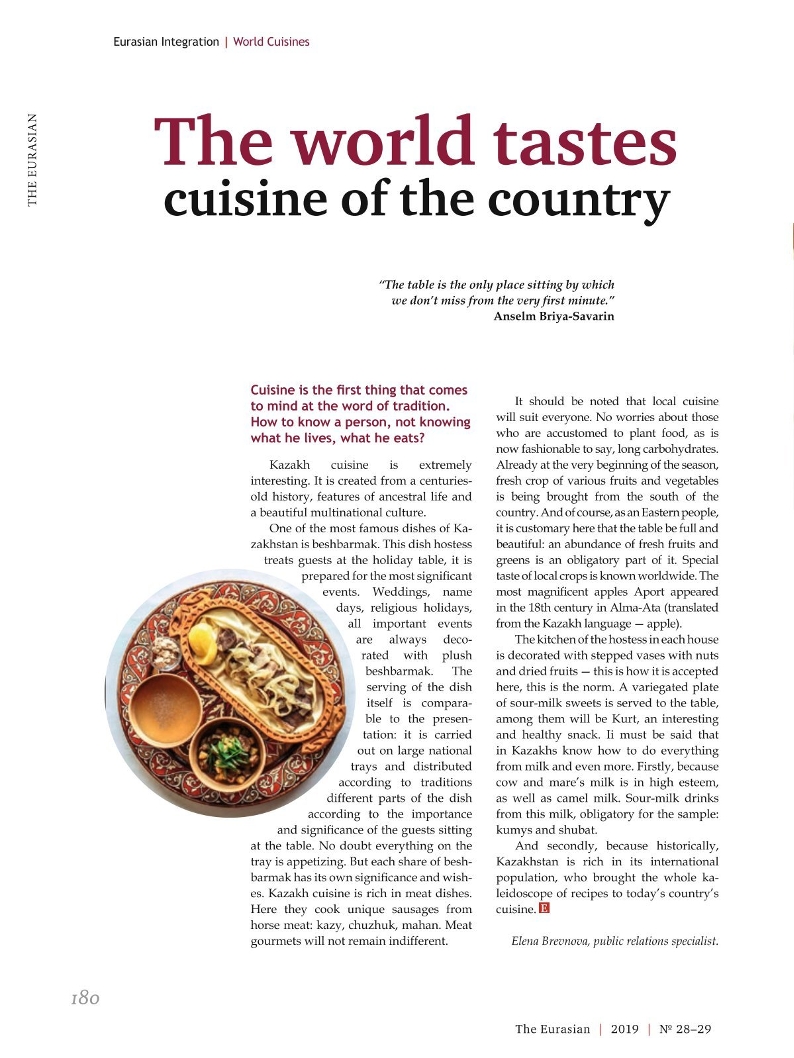 Eurasian Integration | World Cuisines
THE EURASIAN
The world tastes
cuisine of the country
“The table is the only place sitting by which
we don’t miss from the very first minute.”
Anselm Briya-Savarin
Cuisine is the first thing that comes
to mind at the word of tradition.
How to know a person, not knowing
what he lives, what he eats?
Kazakh cuisine is extremely
interesting. It is created from a centuries-
old history, features of ancestral life and
a beautiful multinational culture.
One of the most famous dishes of Ka-
zakhstan is beshbarmak. This dish hostess
treats guests at the holiday table, it is
prepared for the most significant
events. Weddings, name
days, religious holidays,
all important events
are always deco-
rated with plush
beshbarmak. The
serving of the dish
itself is compara-
ble to the presen-
tation: it is carried
out on large national
trays and distributed
according to traditions
different parts of the dish
according to the importance
and significance of the guests sitting
at the table. No doubt everything on the
tray is appetizing. But each share of besh-
barmak has its own significance and wish-
es. Kazakh cuisine is rich in meat dishes.
Here they cook unique sausages from
horse meat: kazy, chuzhuk, mahan. Meat
gourmets will not remain indifferent.
It should be noted that local cuisine
will suit everyone. No worries about those
who are accustomed to plant food, as is
now fashionable to say, long carbohydrates.
Already at the very beginning of the season,
fresh crop of various fruits and vegetables
is being brought from the south of the
country. And of course, as an Eastern people,
it is customary here that the table be full and
beautiful: an abundance of fresh fruits and
greens is an obligatory part of it. Special
taste of local crops is known worldwide. The
most magnificent apples Aport appeared
in the 18th century in Alma-Ata (translated
from the Kazakh language — apple).
The kitchen of the hostess in each house
is decorated with stepped vases with nuts
and dried fruits — this is how it is accepted
here, this is the norm. A variegated plate
of sour-milk sweets is served to the table,
among them will be Kurt, an interesting
and healthy snack. Ii must be said that
in Kazakhs know how to do everything
from milk and even more. Firstly, because
cow and mare’s milk is in high esteem,
as well as camel milk. Sour-milk drinks
from this milk, obligatory for the sample:
kumys and shubat.
And secondly, because historically,
Kazakhstan is rich in its international
population, who brought the whole ka-
leidoscope of recipes to today’s country’s
cuisine. E
Elena Brevnova, public relations specialist.
180
The Eurasian | 2019 | № 28–29